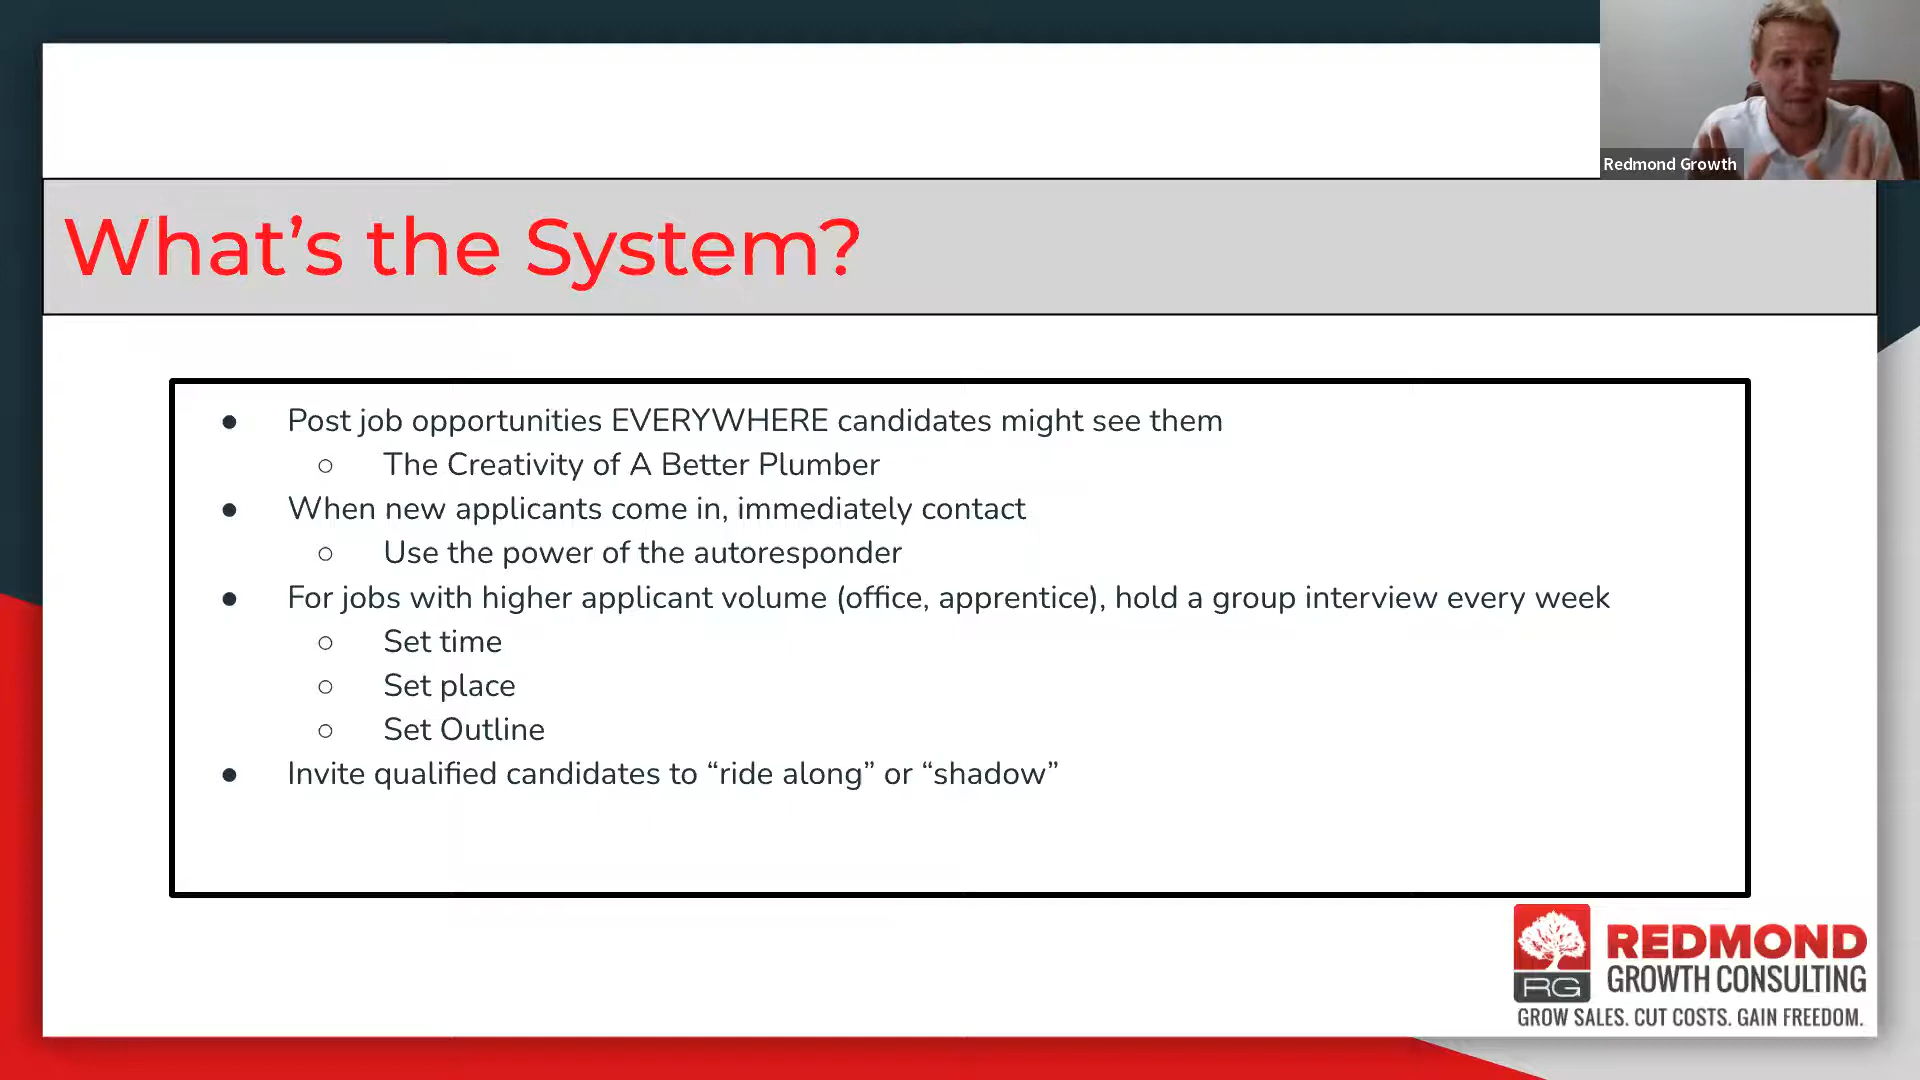 Redmond Growth
What’s the System?
● Post job opportunities EVERYWHERE candidates might see them
○ The Creativity of A Better Plumber
● When new applicants come in, immediately contact
○ Use the power of the autoresponder
● For jobs with higher applicant volume (office, apprentice), hold a group interview every week
○ Set time
○ Set place
○ Set Outline
● Invite qualified candidates to “ride along” or “shadow”
RG
REDMOND
GROWTH CONSULTING
GROW SALES. CUT COSTS. GAIN FREEDOM.